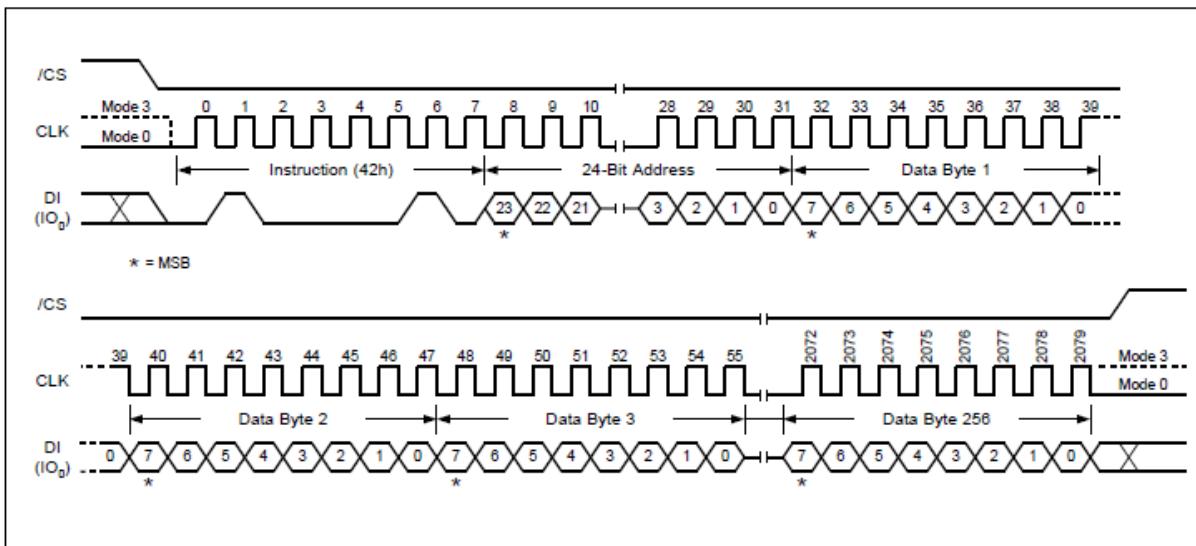 /CS
0 1 2 3 4 5 6 7 8 9 10 28 29 30 31 32 33 34 35 36 37 38 39
Mode 3
CLK
Mode 0
Instruction (42h) 24-Bit Address Data Byte 1
DI
(IO0)
23 22 21 3 2 1 0 7 6 5 4 3 2 1 0
* *
* = MSB
/CS
39 40 41 42 43 44 45 46 47 48 49 50 51 52 53 54 55 2072 2073 2074 2075 2076 2077 2078 2079
Mode 3
CLK
Mode 0
Data Byte 2 Data Byte 3 Data Byte 256
DI
(IO0)
0 7 6 5 4 3 2 1 0 7 6 5 4 3 2 1 0 7 6 5 4 3 2 1 0
* * *